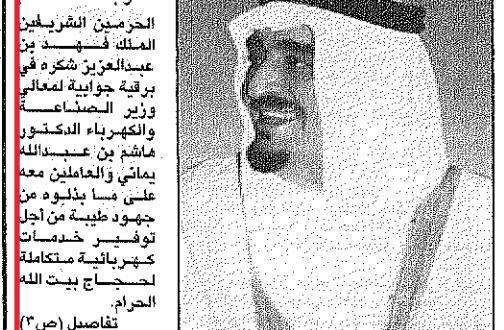 الحرمين الشريفين
الملك فهد بن
عبدالعزيز شكره في
برقية جوابية لمعالي
وزير الصناعة
والكهرباء الدكتور
هاشم بن عبدالله
يماني والعاملين معه
على ما بذلوه من
جهود طيبة من أجل
توفير خدمات
كهربائية متكاملة
لحجاج بيت الله
الحرام.
تفاصيل (ص٣)